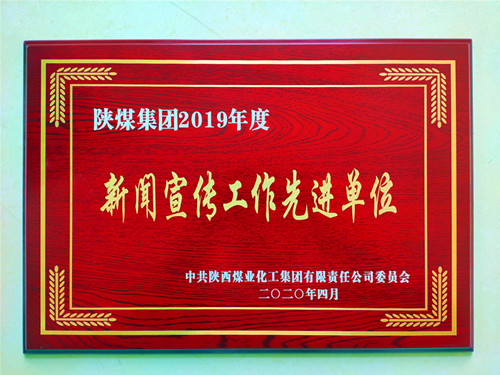 陕煤集团2019年度
新闻宣传工作先进单位
中共陕西煤业化工集团有限责任公司委员会
二〇二〇年四月